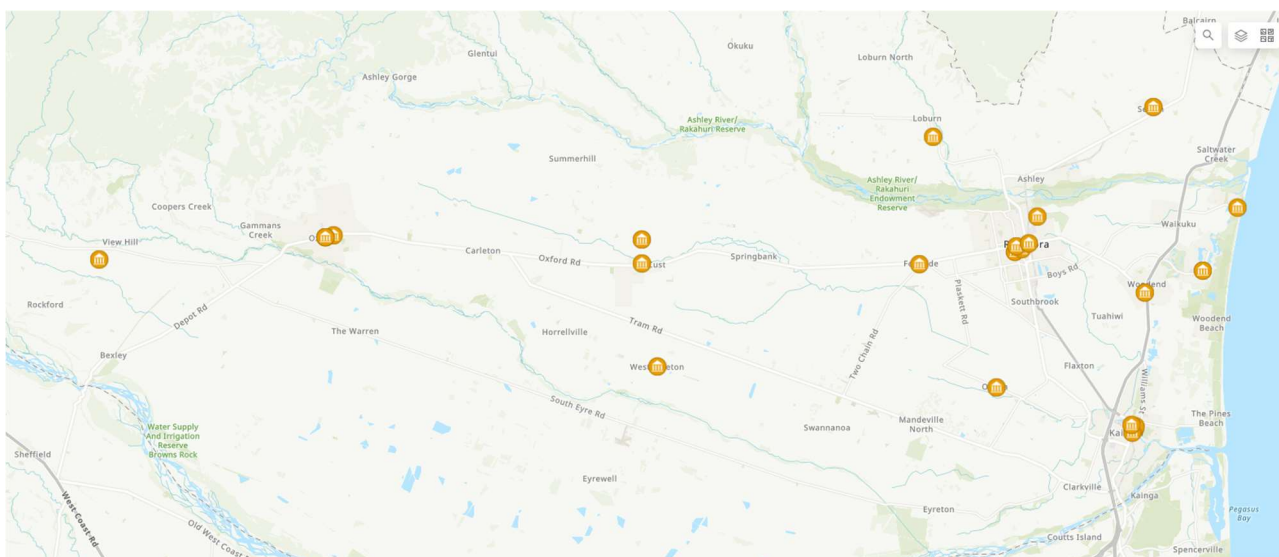 Balrairn
Okuku
Glentui
Loburn North
Ashley Gorge
Ashley River/
Rakahuri Reserve
Loburn
Saltwater
Creek
Summerhill
Ashley
Ashley River/
Rakahuri
Endowment
Reserve
Coopers Creek
Waikuku
Gammans
Creek
View Hill
Carleton
Oxford Rd
Cust
Springbank
Boys Rd
Woodend
Rockford
Plaskett Rd
Southbrook
Depot Rd
Tuahiwi
Woodend
Beach
The Warren
Horrellville
Tram Rd
Two Chain Rd
Bexley
Flaxton
Williams St
South Eyre Rd
The Pines
Beach
Water Supply
And Irrigation
Reserve
Browns Rock
Swannanoa
Mandeville
North
Sheffield
Eyrewell
Clarkville
Kainga
West Coast Rd
Old West Coast
Eyreton
Pegasus
Bay
Coutts Island
Spencerville